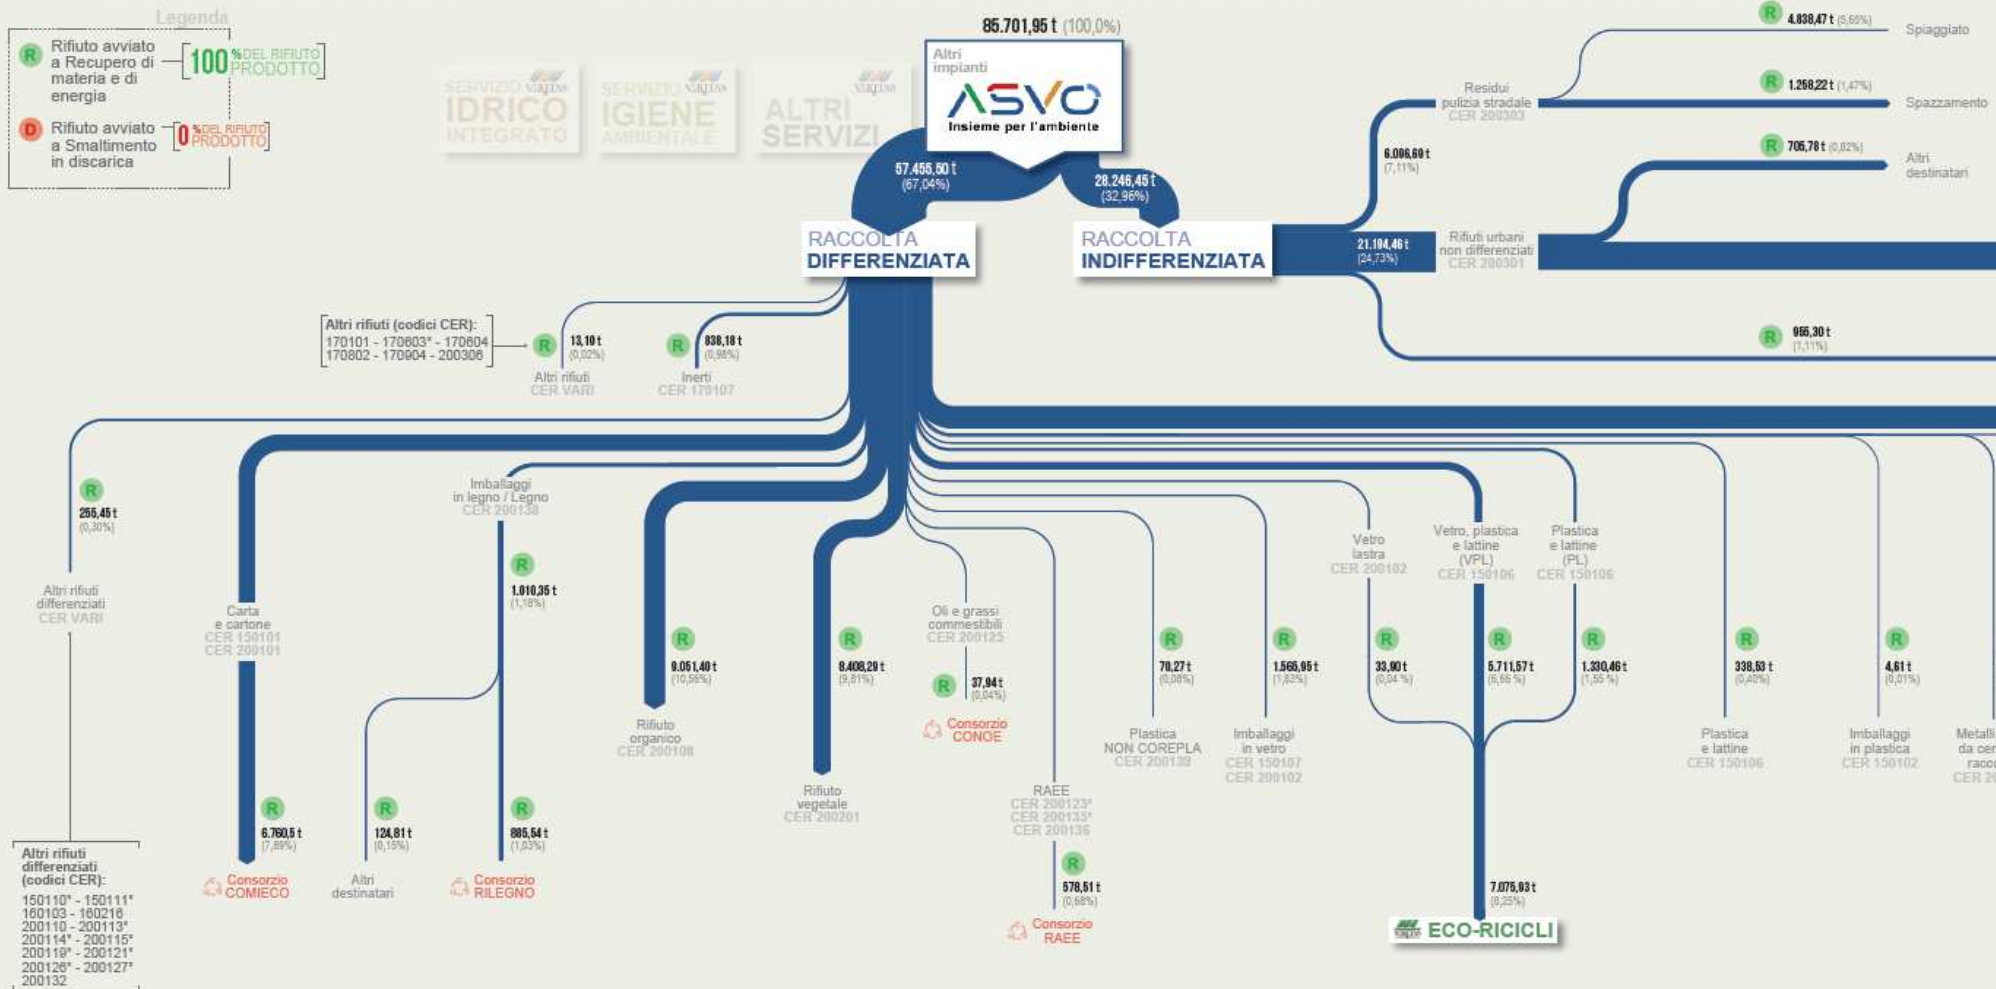 Legenda
R
Rifiuto avviato
a Recupero di
materia e di
energia
100 % DEL RIFIUTO
PRODOTTO
D
Rifiuto avviato
a Smaltimento
in discarica
0 % DEL RIFIUTO
PRODOTTO
SERVIZIO VERITAS
IDRICO
INTEGRATO
SERVIZIO VERITAS
IGIENE
AMBIENTALE
VERITAS
ALTRI
SERVIZI
85.701,95 t (100,0%)
Altri
impianti
ASVO
Insieme per l'ambiente
57.455,50 t
(67,04%)
28.246,45 t
(32,96%)
RACCOLTA
DIFFERENZIATA
RACCOLTA
INDIFFERENZIATA
6.096,69 t
(7,11%)
Residui
pulizia stradale
CER 200303
R
4.838,47 t (5,65%)
Spiaggiato
R
1.258,22 t (1,47%)
Spazzamento
R
705,78 t (0,82%)
Altri
destinatari
21.194,46 t
(24,73%)
Rifiuti urbani
non differenziati
CER 200301
R
955,30 t
(1,11%)
Altri rifiuti (codici CER):
170101 - 170603* - 170604
170802 - 170904 - 200306
R
13,10 t
(0,02%)
Altri rifiuti
CER VARI
R
838,18 t
(0,98%)
Inerti
CER 170107
R
255,45 t
(0,30%)
Altri rifiuti
differenziati
CER VARI
Altri rifiuti
differenziati
(codici CER):
150110* - 150111*
160103 - 160216
200110 - 200113*
200114* - 200115*
200119* - 200121*
200126* - 200127*
200132
Carta
e cartone
CER 150101
CER 200101
R
6.760,5 t
(7,89%)
Consorzio
COMIECO
Imballaggi
in legno / Legno
CER 200138
R
1.010,35 t
(1,18%)
R
124,81 t
(0,15%)
Altri
destinatari
R
885,54 t
(1,03%)
Consorzio
RILEGNO
R
9.051,40 t
(10,56%)
Rifiuto
organico
CER 200108
R
8.408,29 t
(9,81%)
Rifiuto
vegetale
CER 200201
Oli e grassi
commestibili
CER 200125
R
37,94 t
(0,04%)
Consorzio
CONOE
RAEE
CER 200123*
CER 200135*
CER 200136
R
578,51 t
(0,68%)
Consorzio
RAEE
R
70,27 t
(0,08%)
Plastica
NON COREPLA
CER 200139
R
1.565,95 t
(1,83%)
Imballaggi
in vetro
CER 150107
CER 200102
Vetro
lastra
CER 200102
R
33,90 t
(0,04 %)
Vetro, plastica
e lattine
(VPL)
CER 150106
R
5.711,57 t
(6,66 %)
Plastica
e lattine
(PL)
CER 150106
R
1.330,46 t
(1,55 %)
7.075,93 t
(8,25%)
ECO-RICICLI
R
338,53 t
(0,40%)
Plastica
e lattine
CER 150106
R
4,61 t
(0,01%)
Imballaggi
in plastica
CER 150102
Metalli
da cen
racco
CER 20